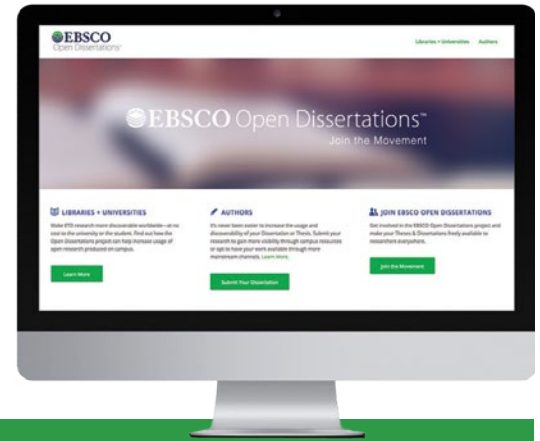 EBSCO
Open Dissertations™
Libraries + Universities Authors
EBSCO Open Dissertations™
Join the Movement
LIBRARIES + UNIVERSITIES
Make ETD research more discoverable worldwide—at no
cost to the university or the student. Find out how the
Open Dissertations project can help increase usage of
open research produced on campus.
Learn More
AUTHORS
It's never been easier to increase the usage and
discoverability of your Dissertation or Thesis. Submit your
research to gain more visibility through campus resources
or opt to have your work available through more
mainstream channels. Learn More.
Submit Your Dissertation
JOIN EBSCO OPEN DISSERTATIONS
Get involved in the EBSCO Open Dissertations project and
make your Theses & Dissertations freely available to
researchers everywhere.
Join the Movement